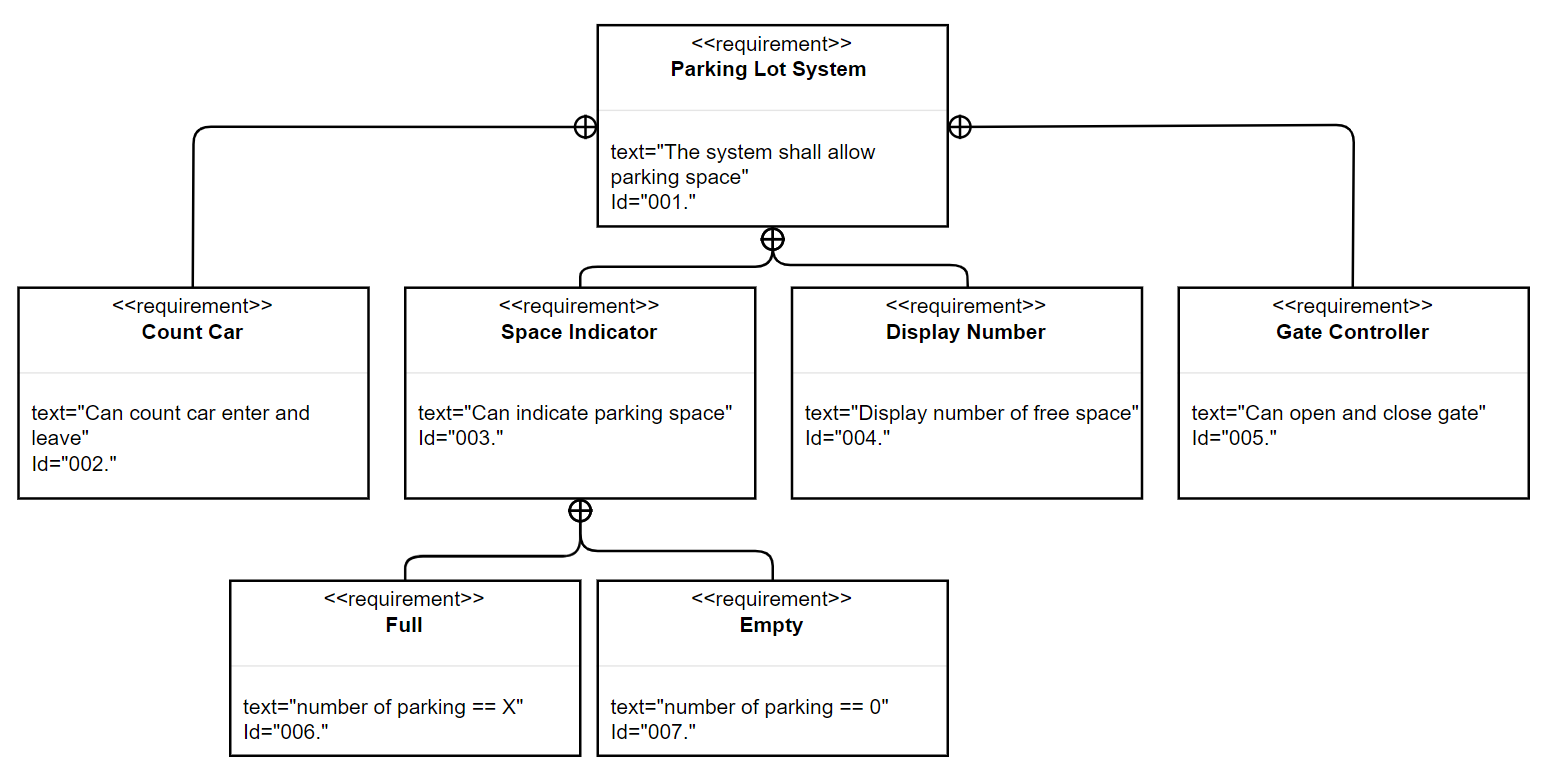 <<requirement>>
Parking Lot System
text="The system shall allow
parking space"
Id="001."
<<requirement>>
Count Car
text="Can count car enter and
leave"
Id="002."
<<requirement>>
Space Indicator
text="Can indicate parking space"
Id="003."
<<requirement>>
Display Number
text="Display number of free space"
Id="004."
<<requirement>>
Gate Controller
text="Can open and close gate"
Id="005."
<<requirement>>
Full
text="number of parking == X"
Id="006."
<<requirement>>
Empty
text="number of parking == 0"
Id="007."